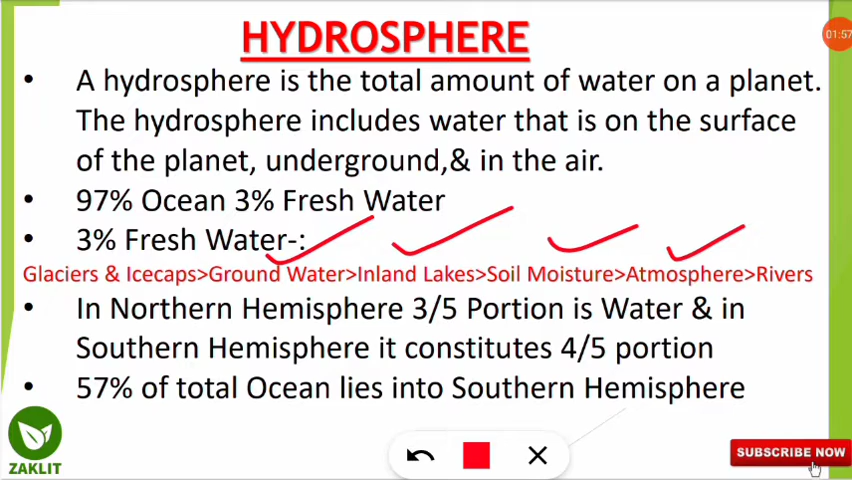 HYDROSPHERE
01:57
• A hydrosphere is the total amount of water on a planet.
The hydrosphere includes water that is on the surface
of the planet, underground,& in the air.
• 97% Ocean 3% Fresh Water
• 3% Fresh Water-:
Glaciers & Icecaps>Ground Water>Inland Lakes>Soil Moisture>Atmosphere>Rivers
• In Northern Hemisphere 3/5 Portion is Water & in
Southern Hemisphere it constitutes 4/5 portion
• 57% of total Ocean lies into Southern Hemisphere
ZAKLIT
SUBSCRIBE NOW